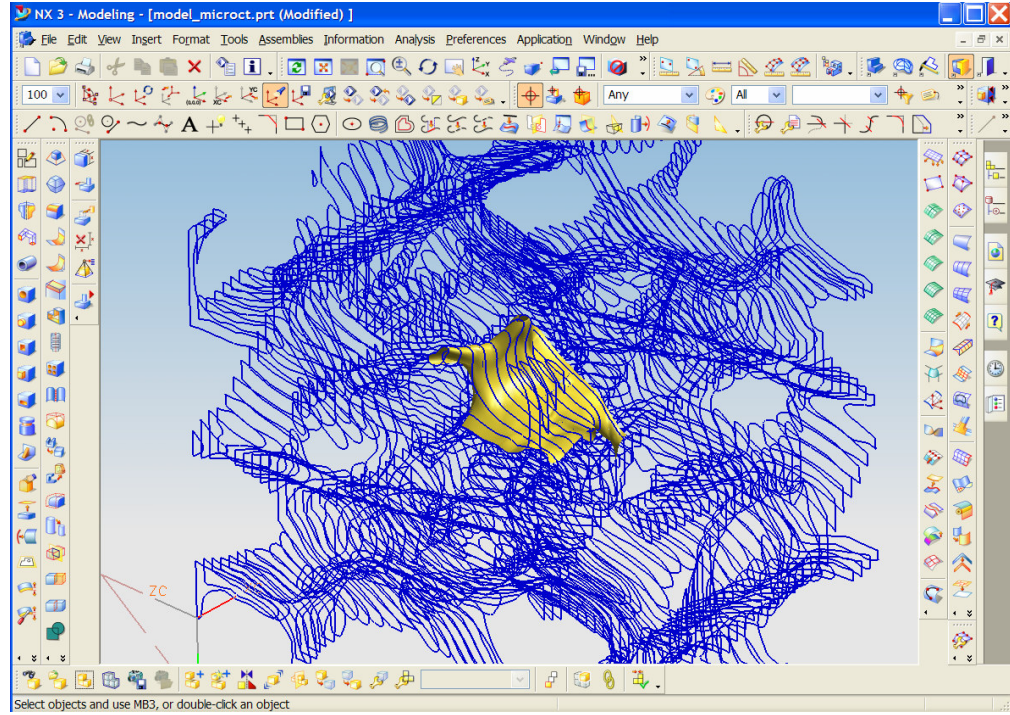 NX 3 - Modeling - [model_microct.prt (Modified) ]
File Edit View Insert Format Tools Assemblies Information Analysis Preferences Application Window Help
100 Any All
A
ZC
Select objects and use MB3, or double-click an object